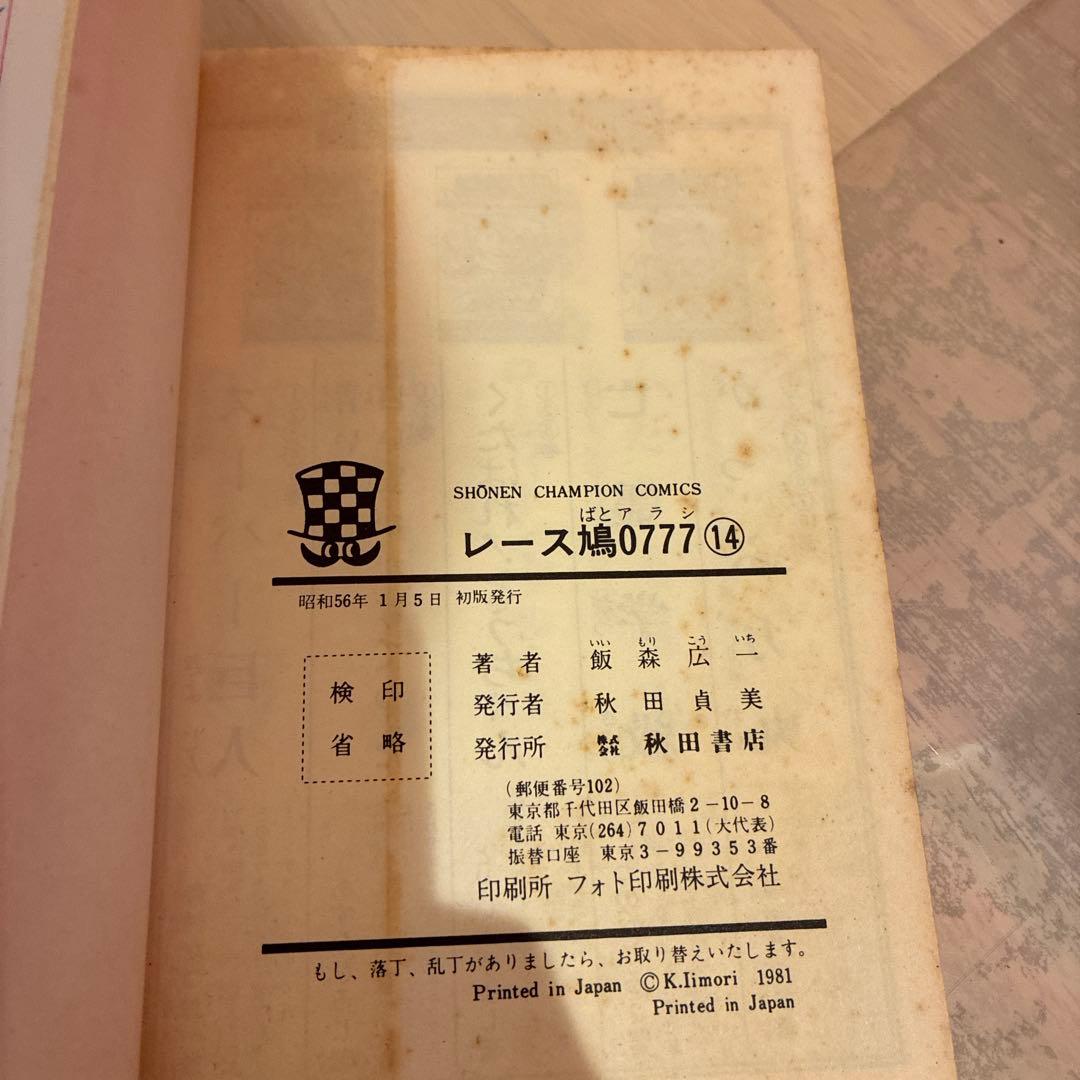 SHŌNEN CHAMPION COMICS
レース鳩0777⑭
ばとアラシ
昭和56年1月5日 初版発行
検印
省略
著者 飯森広一
いいもりこういち
発行者 秋田貞美
発行所 株式会社 秋田書店
(郵便番号102)
東京都千代田区飯田橋2-10-8
電話 東京(264)7011(大代表)
振替口座 東京3-99353番
印刷所 フォト印刷株式会社
もし、落丁、乱丁がありましたら、お取り替えいたします。
Printed in Japan ©K.Iimori 1981
Printed in Japan